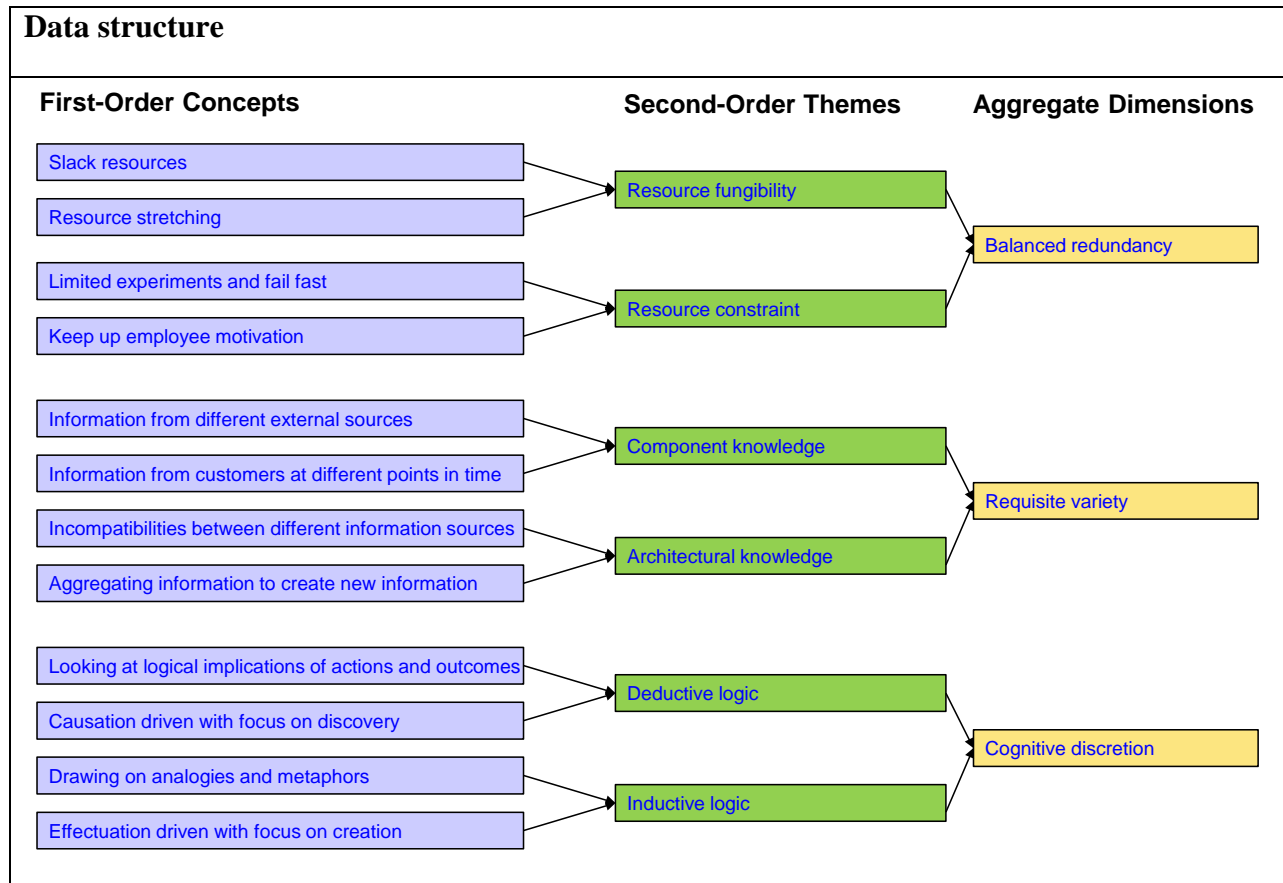 Data structure
First-Order Concepts
Second-Order Themes
Aggregate Dimensions
Slack resources
Resource stretching
Resource fungibility
Limited experiments and fail fast
Keep up employee motivation
Resource constraint
Balanced redundancy
Information from different external sources
Information from customers at different points in time
Component knowledge
Incompatibilities between different information sources
Aggregating information to create new information
Architectural knowledge
Requisite variety
Looking at logical implications of actions and outcomes
Causation driven with focus on discovery
Deductive logic
Drawing on analogies and metaphors
Effectuation driven with focus on creation
Inductive logic
Cognitive discretion